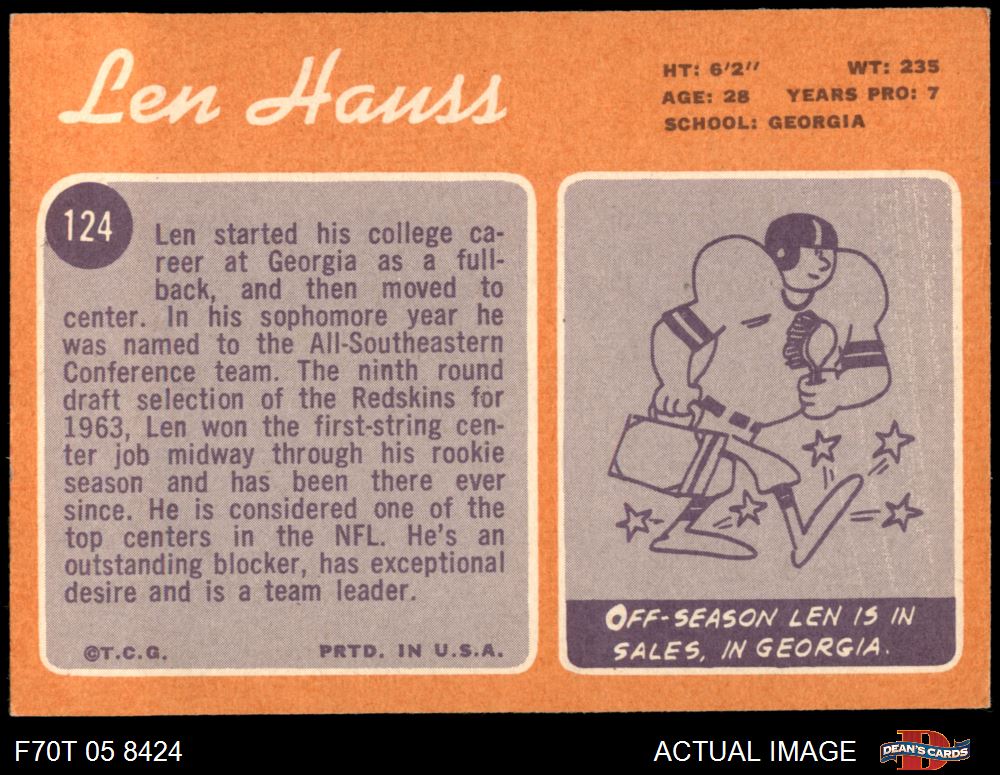 Len Hauss
HT: 6'2" WT: 235
AGE: 28 YEARS PRO: 7
SCHOOL: GEORGIA
124
Len started his college ca-
reer at Georgia as a full-
back, and then moved to
center. In his sophomore year he
was named to the All-Southeastern
Conference team. The ninth round
draft selection of the Redskins for
1963, Len won the first-string cen-
ter job midway through his rookie
season and has been there ever
since. He is considered one of the
top centers in the NFL. He's an
outstanding blocker, has exceptional
desire and is a team leader.
©T.C.G. PRTD. IN U.S.A.
OFF-SEASON LEN IS IN
SALES, IN GEORGIA.
F70T 05 8424
ACTUAL IMAGE
D
DEAN'S CARDS